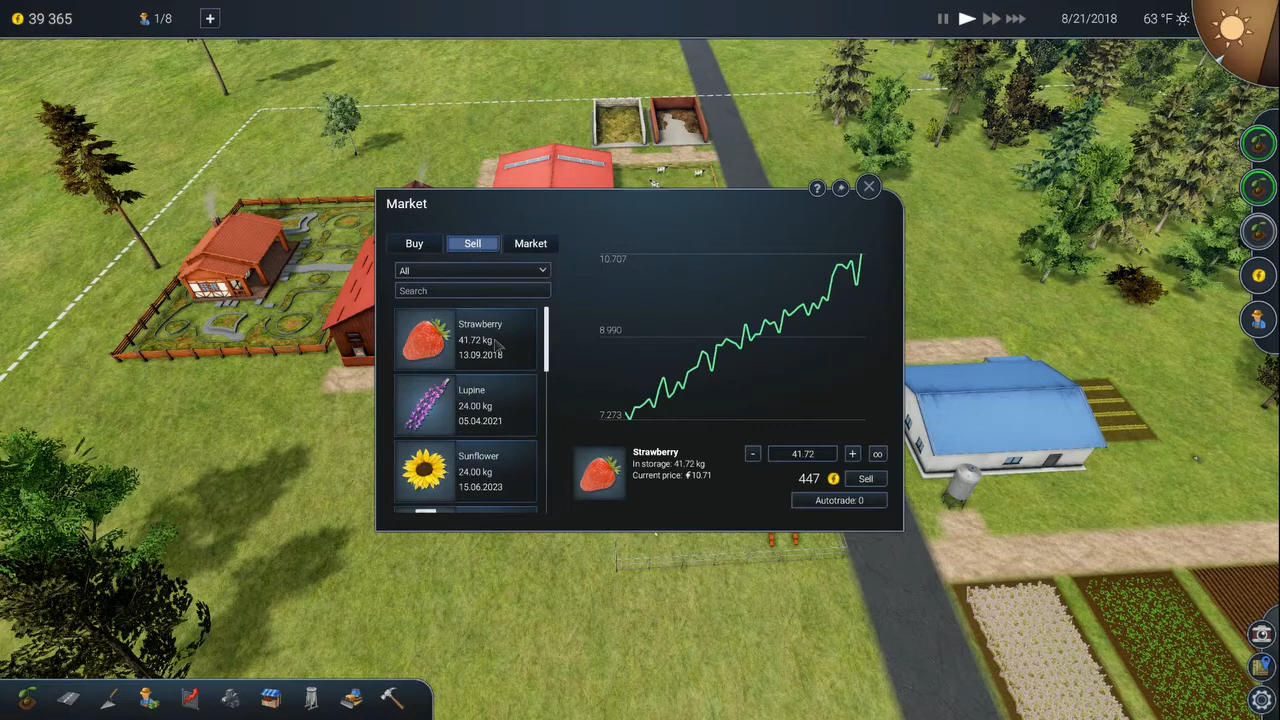 39 365
1/8
+
8/21/2018
63 °F
Market
?
Buy
Sell
Market
All
Search
Strawberry
41.72 kg
13.09.2018
Lupine
24.00 kg
05.04.2021
Sunflower
24.00 kg
15.06.2023
10.707
8.990
7.273
Strawberry
In storage: 41.72 kg
Current price: 10.71
-
41.72
+
∞
447
Sell
Autotrade: 0